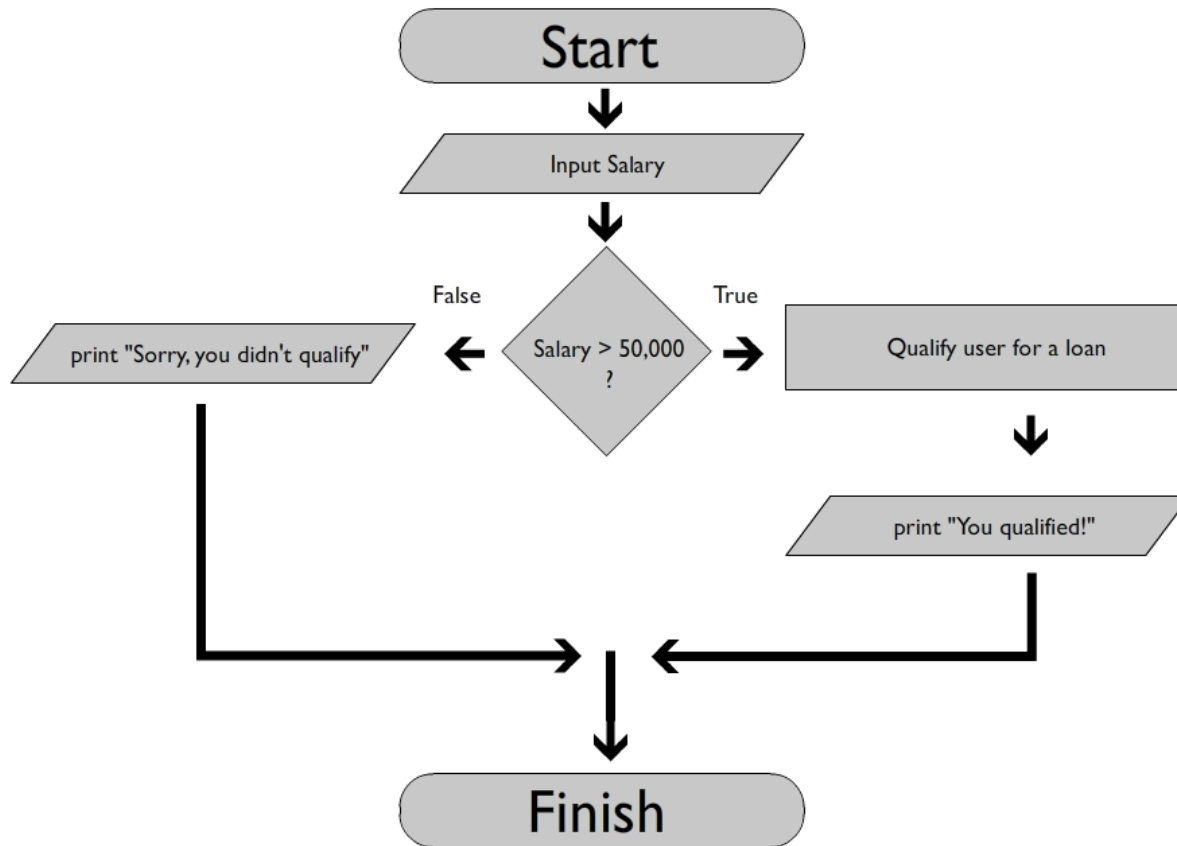 Start
Input Salary
False
True
print "Sorry, you didn't qualify"
Salary > 50,000
?
Qualify user for a loan
print "You qualified!"
Finish